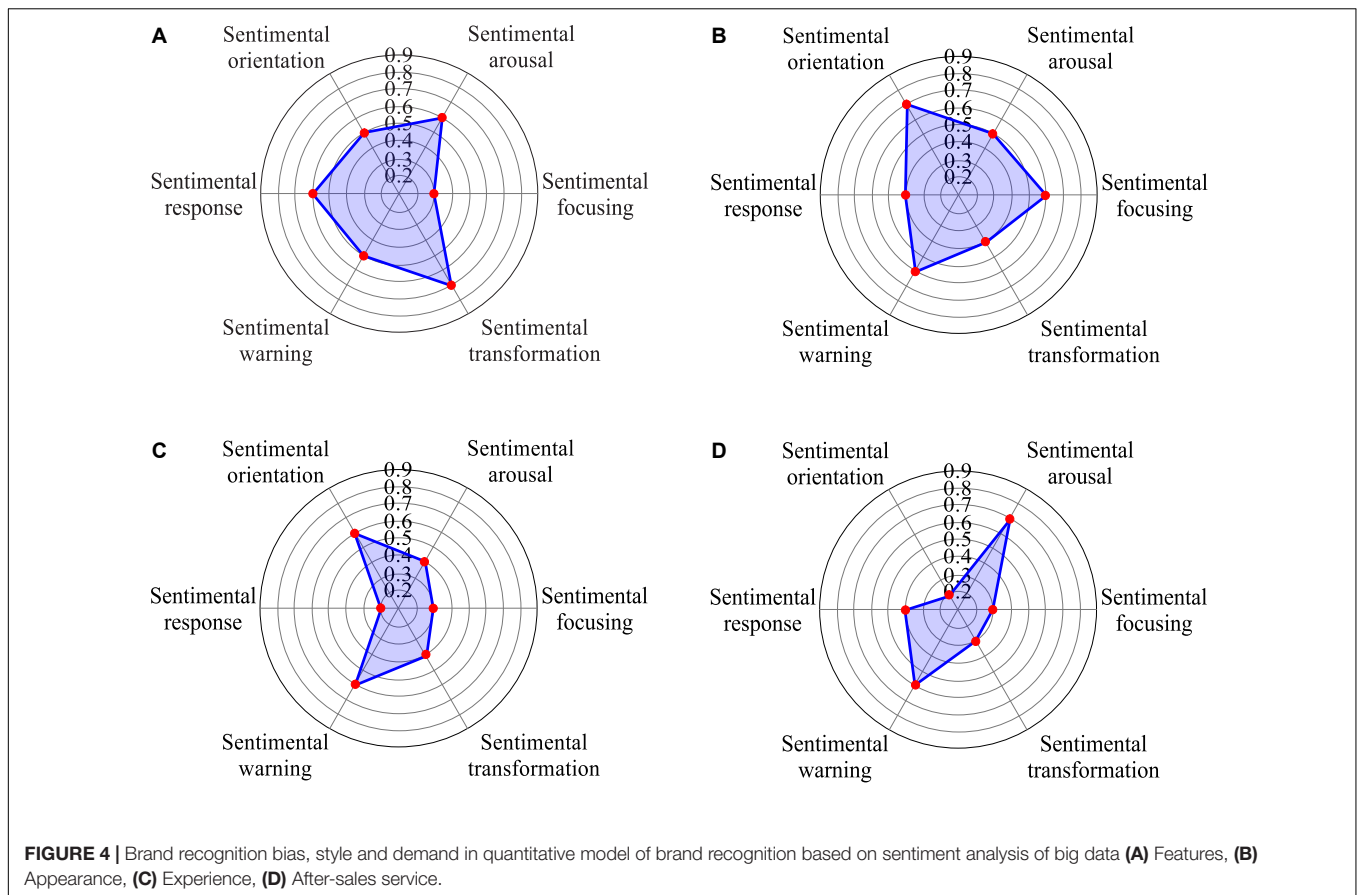 A
Sentimental
orientation
Sentimental
arousal
0.9
0.8
0.7
0.6
0.5
0.4
0.3
0.2
Sentimental
response
Sentimental
focusing
Sentimental
warning
Sentimental
transformation
B
Sentimental
orientation
Sentimental
arousal
0.9
0.8
0.7
0.6
0.5
0.4
0.3
0.2
Sentimental
response
Sentimental
focusing
Sentimental
warning
Sentimental
transformation
C
Sentimental
orientation
Sentimental
arousal
0.9
0.8
0.7
0.6
0.5
0.4
0.3
0.2
Sentimental
response
Sentimental
focusing
Sentimental
warning
Sentimental
transformation
D
Sentimental
orientation
Sentimental
arousal
0.9
0.8
0.7
0.6
0.5
0.4
0.3
0.2
Sentimental
response
Sentimental
focusing
Sentimental
warning
Sentimental
transformation
FIGURE 4 | Brand recognition bias, style and demand in quantitative model of brand recognition based on sentiment analysis of big data (A) Features, (B)
Appearance, (C) Experience, (D) After-sales service.